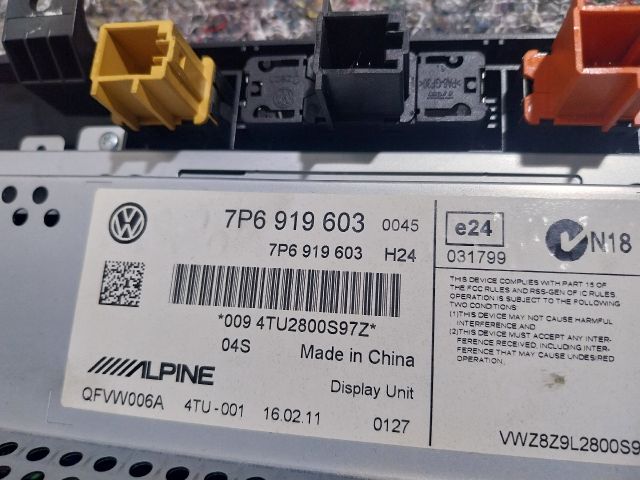 >PA6-GF30<
7P6 919 603 0045
7P6 919 603 H24
*009 4TU2800S97Z*
04S Made in China
ALPINE
Display Unit
QFVW006A 4TU-001 16.02.11 0127
e24
031799
N18
THIS DEVICE COMPLIES WITH PART 15 OF
THE FCC RULES AND RSS-GEN OF IC RULES
OPERATION IS SUBJECT TO THE FOLLOWING
TWO CONDITIONS:
(1)THIS DEVICE MAY NOT CAUSE HARMFUL
INTERFERENCE AND
(2)THIS DEVICE MUST ACCEPT ANY INTER-
FERENCE RECEIVED, INCLUDING INTER-
FERENCE THAT MAY CAUSE UNDESIRED
OPERATION.
VWZ8Z9L2800S9